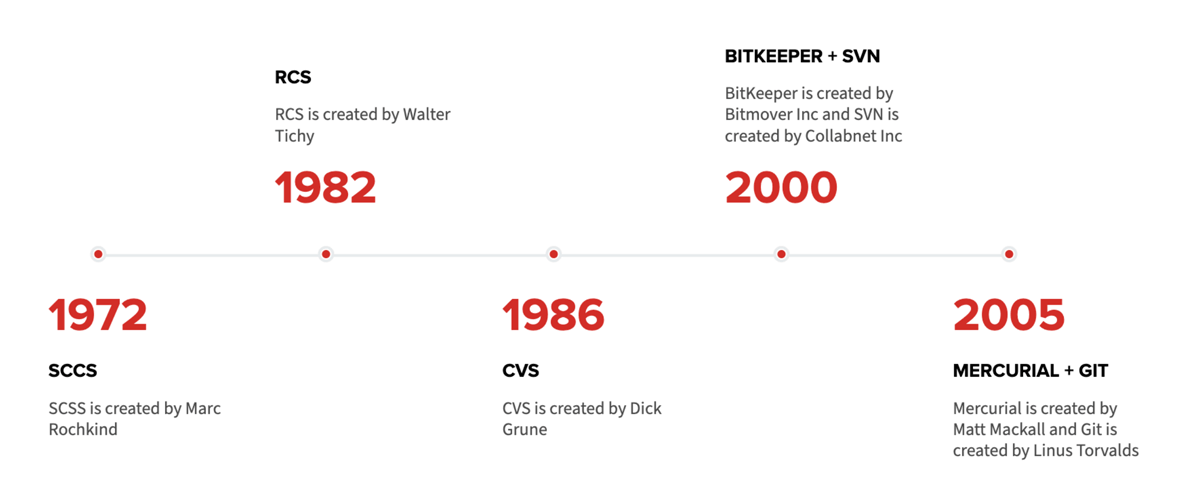 RCS
RCS is created by Walter
Tichy
1982
BITKEEPER + SVN
BitKeeper is created by
Bitmover Inc and SVN is
created by Collabnet Inc
2000
1972
SCCS
SCSS is created by Marc
Rochkind
1986
CVS
CVS is created by Dick
Grune
2005
MERCURIAL + GIT
Mercurial is created by
Matt Mackall and Git is
created by Linus Torvalds